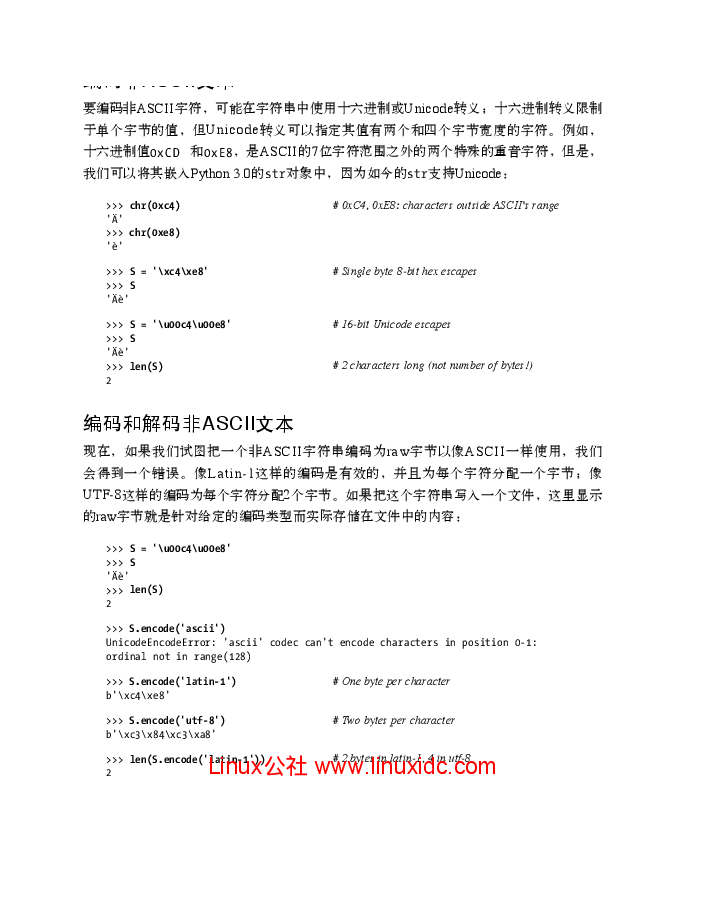 编码非ASCII文本
要编码非ASCII字符，可能在字符串中使用十六进制或Unicode转义；十六进制转义限制
于单个字节的值，但Unicode转义可以指定其值有两个和四个字节宽度的字符。例如，
十六进制值0xCD 和0xE8，是ASCII的7位字符范围之外的两个特殊的重音字符，但是，
我们可以将其嵌入Python 3.0的str对象中，因为如今的str支持Unicode：
>>> chr(0xc4) # 0xC4, 0xE8: characters outside ASCII's range
'Ä'
>>> chr(0xe8)
'è'
>>> S = '\xc4\xe8' # Single byte 8-bit hex escapes
>>> S
'Äè'
>>> S = '\u00c4\u00e8' # 16-bit Unicode escapes
>>> S
'Äè'
>>> len(S) # 2 characters long (not number of bytes!)
2
编码和解码非ASCII文本
现在，如果我们试图把一个非ASCII字符串编码为raw字节以像ASCII一样使用，我们
会得到一个错误。像Latin-1这样的编码是有效的，并且为每个字符分配一个字节；像
UTF-8这样的编码为每个字符分配2个字节。如果把这个字符串写入一个文件，这里显示
的raw字节就是针对给定的编码类型而实际存储在文件中的内容：
>>> S = '\u00c4\u00e8'
>>> S
'Äè'
>>> len(S)
2
>>> S.encode('ascii')
UnicodeEncodeError: 'ascii' codec can't encode characters in position 0-1:
ordinal not in range(128)
>>> S.encode('latin-1') # One byte per character
b'\xc4\xe8'
>>> S.encode('utf-8') # Two bytes per character
b'\xc3\x84\xc3\xa8'
>>> len(S.encode('latin-1')) # 2 bytes in latin-1, 4 in utf-8
2
Linux公社 www.linuxidc.com